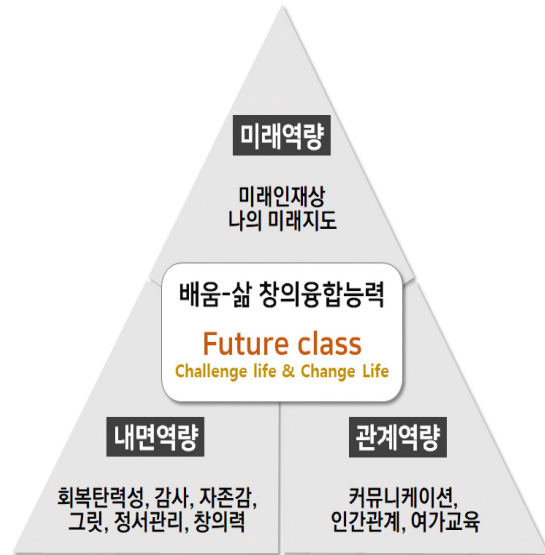 미래역량
미래인재상
나의 미래지도
배움-삶 창의융합능력
Future class
Challenge life & Change Life
내면역량
회복탄력성, 감사, 자존감,
그릿, 정서관리, 창의력
관계역량
커뮤니케이션,
인간관계, 여가교육